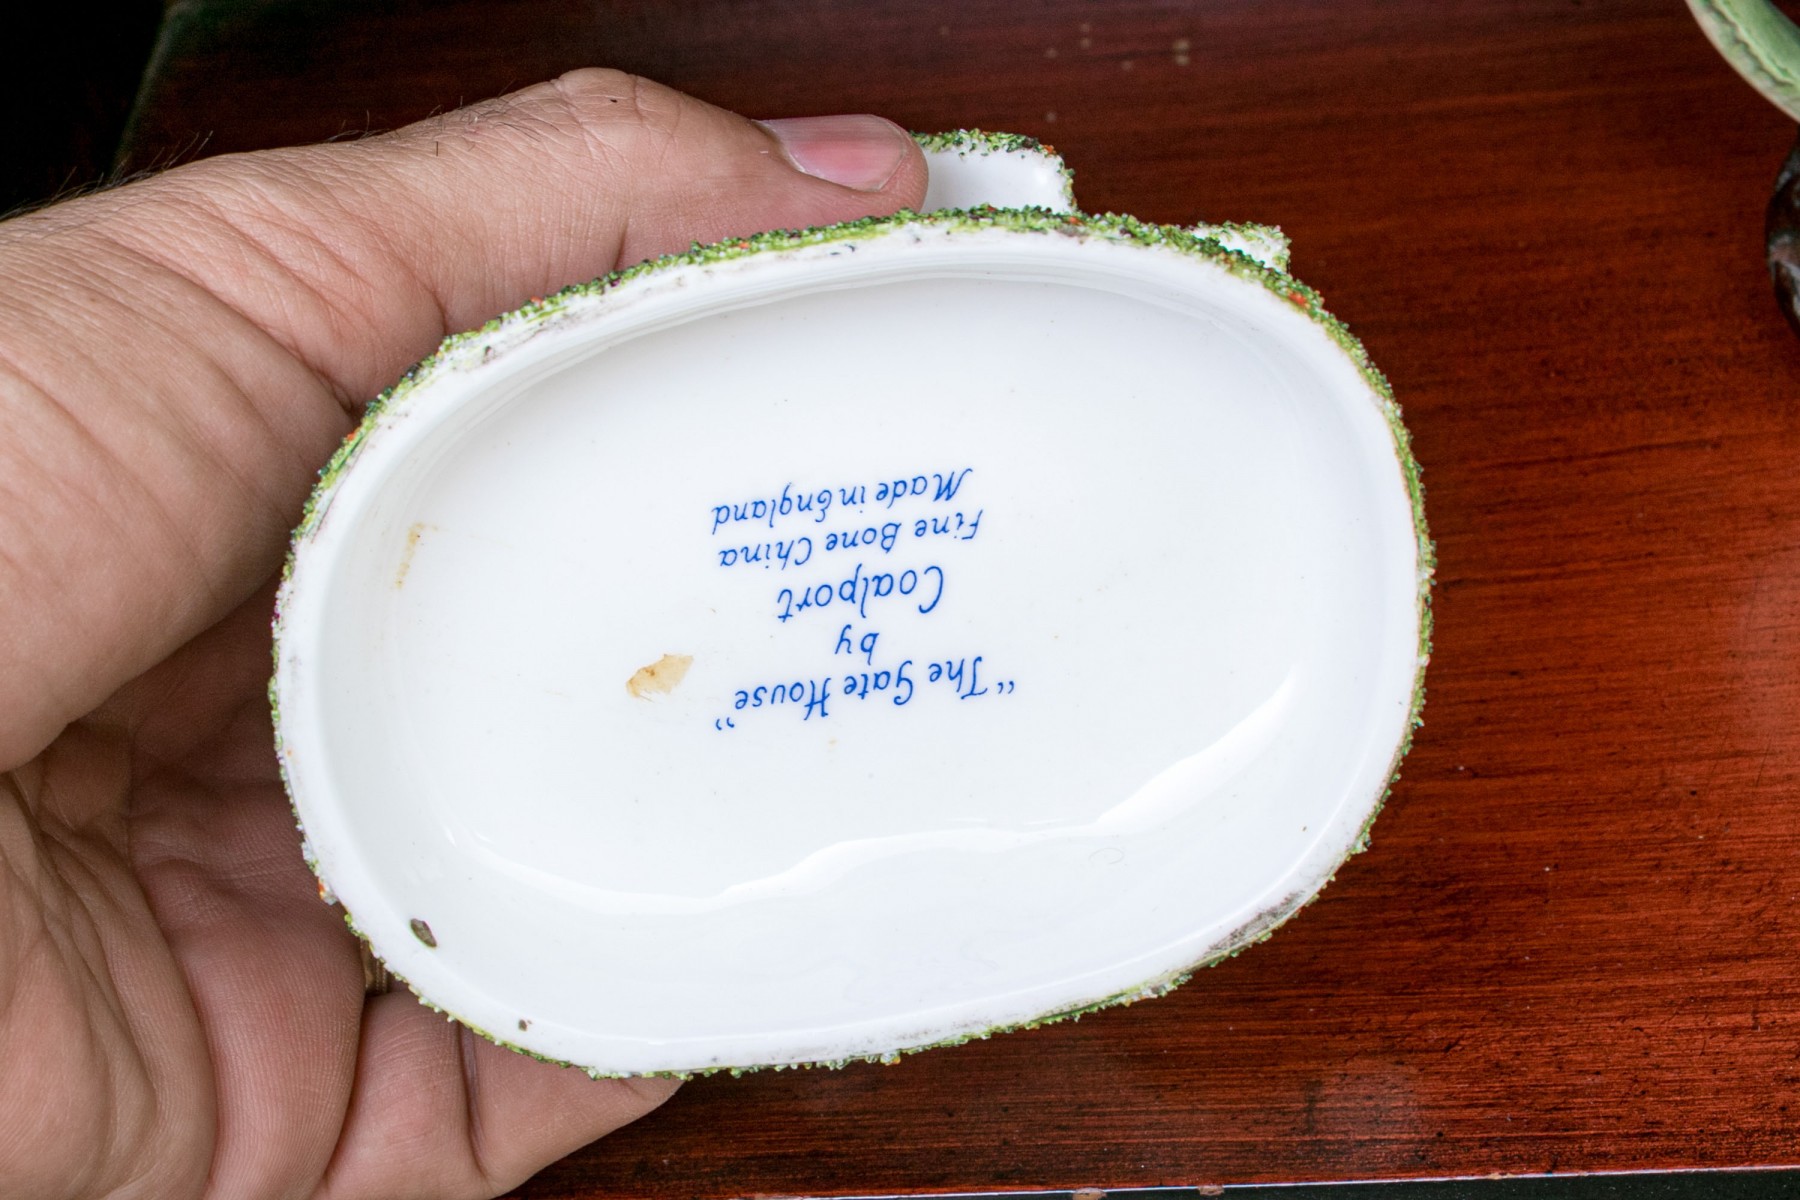 "The Gate House"
by
Coalport
Fine Bone China
Made in England